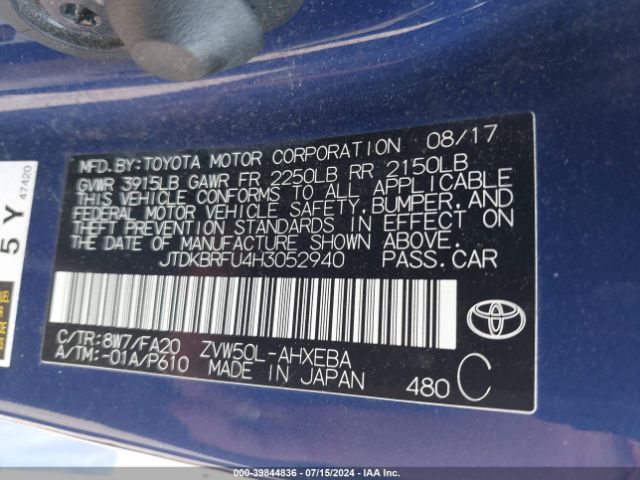 MFD.BY:TOYOTA MOTOR CORPORATION 08/17
GVWR 3915LB GAWR FR 2250LB RR 2150LB
THIS VEHICLE CONFORMS TO ALL APPLICABLE
FEDERAL MOTOR VEHICLE SAFETY,BUMPER,AND
THEFT PREVENTION STANDARDS IN EFFECT ON
THE DATE OF MANUFACTURE SHOWN ABOVE.
JTDKBRFU4H3052940 PASS.CAR
C/TR:8W7/FA20 ZVW50L-AHXEBA
A/TM:-01A/P610 MADE IN JAPAN 480 C
TOYOTA
5 Y
47420
000-39844836 - 07/15/2024 - IAA Inc.